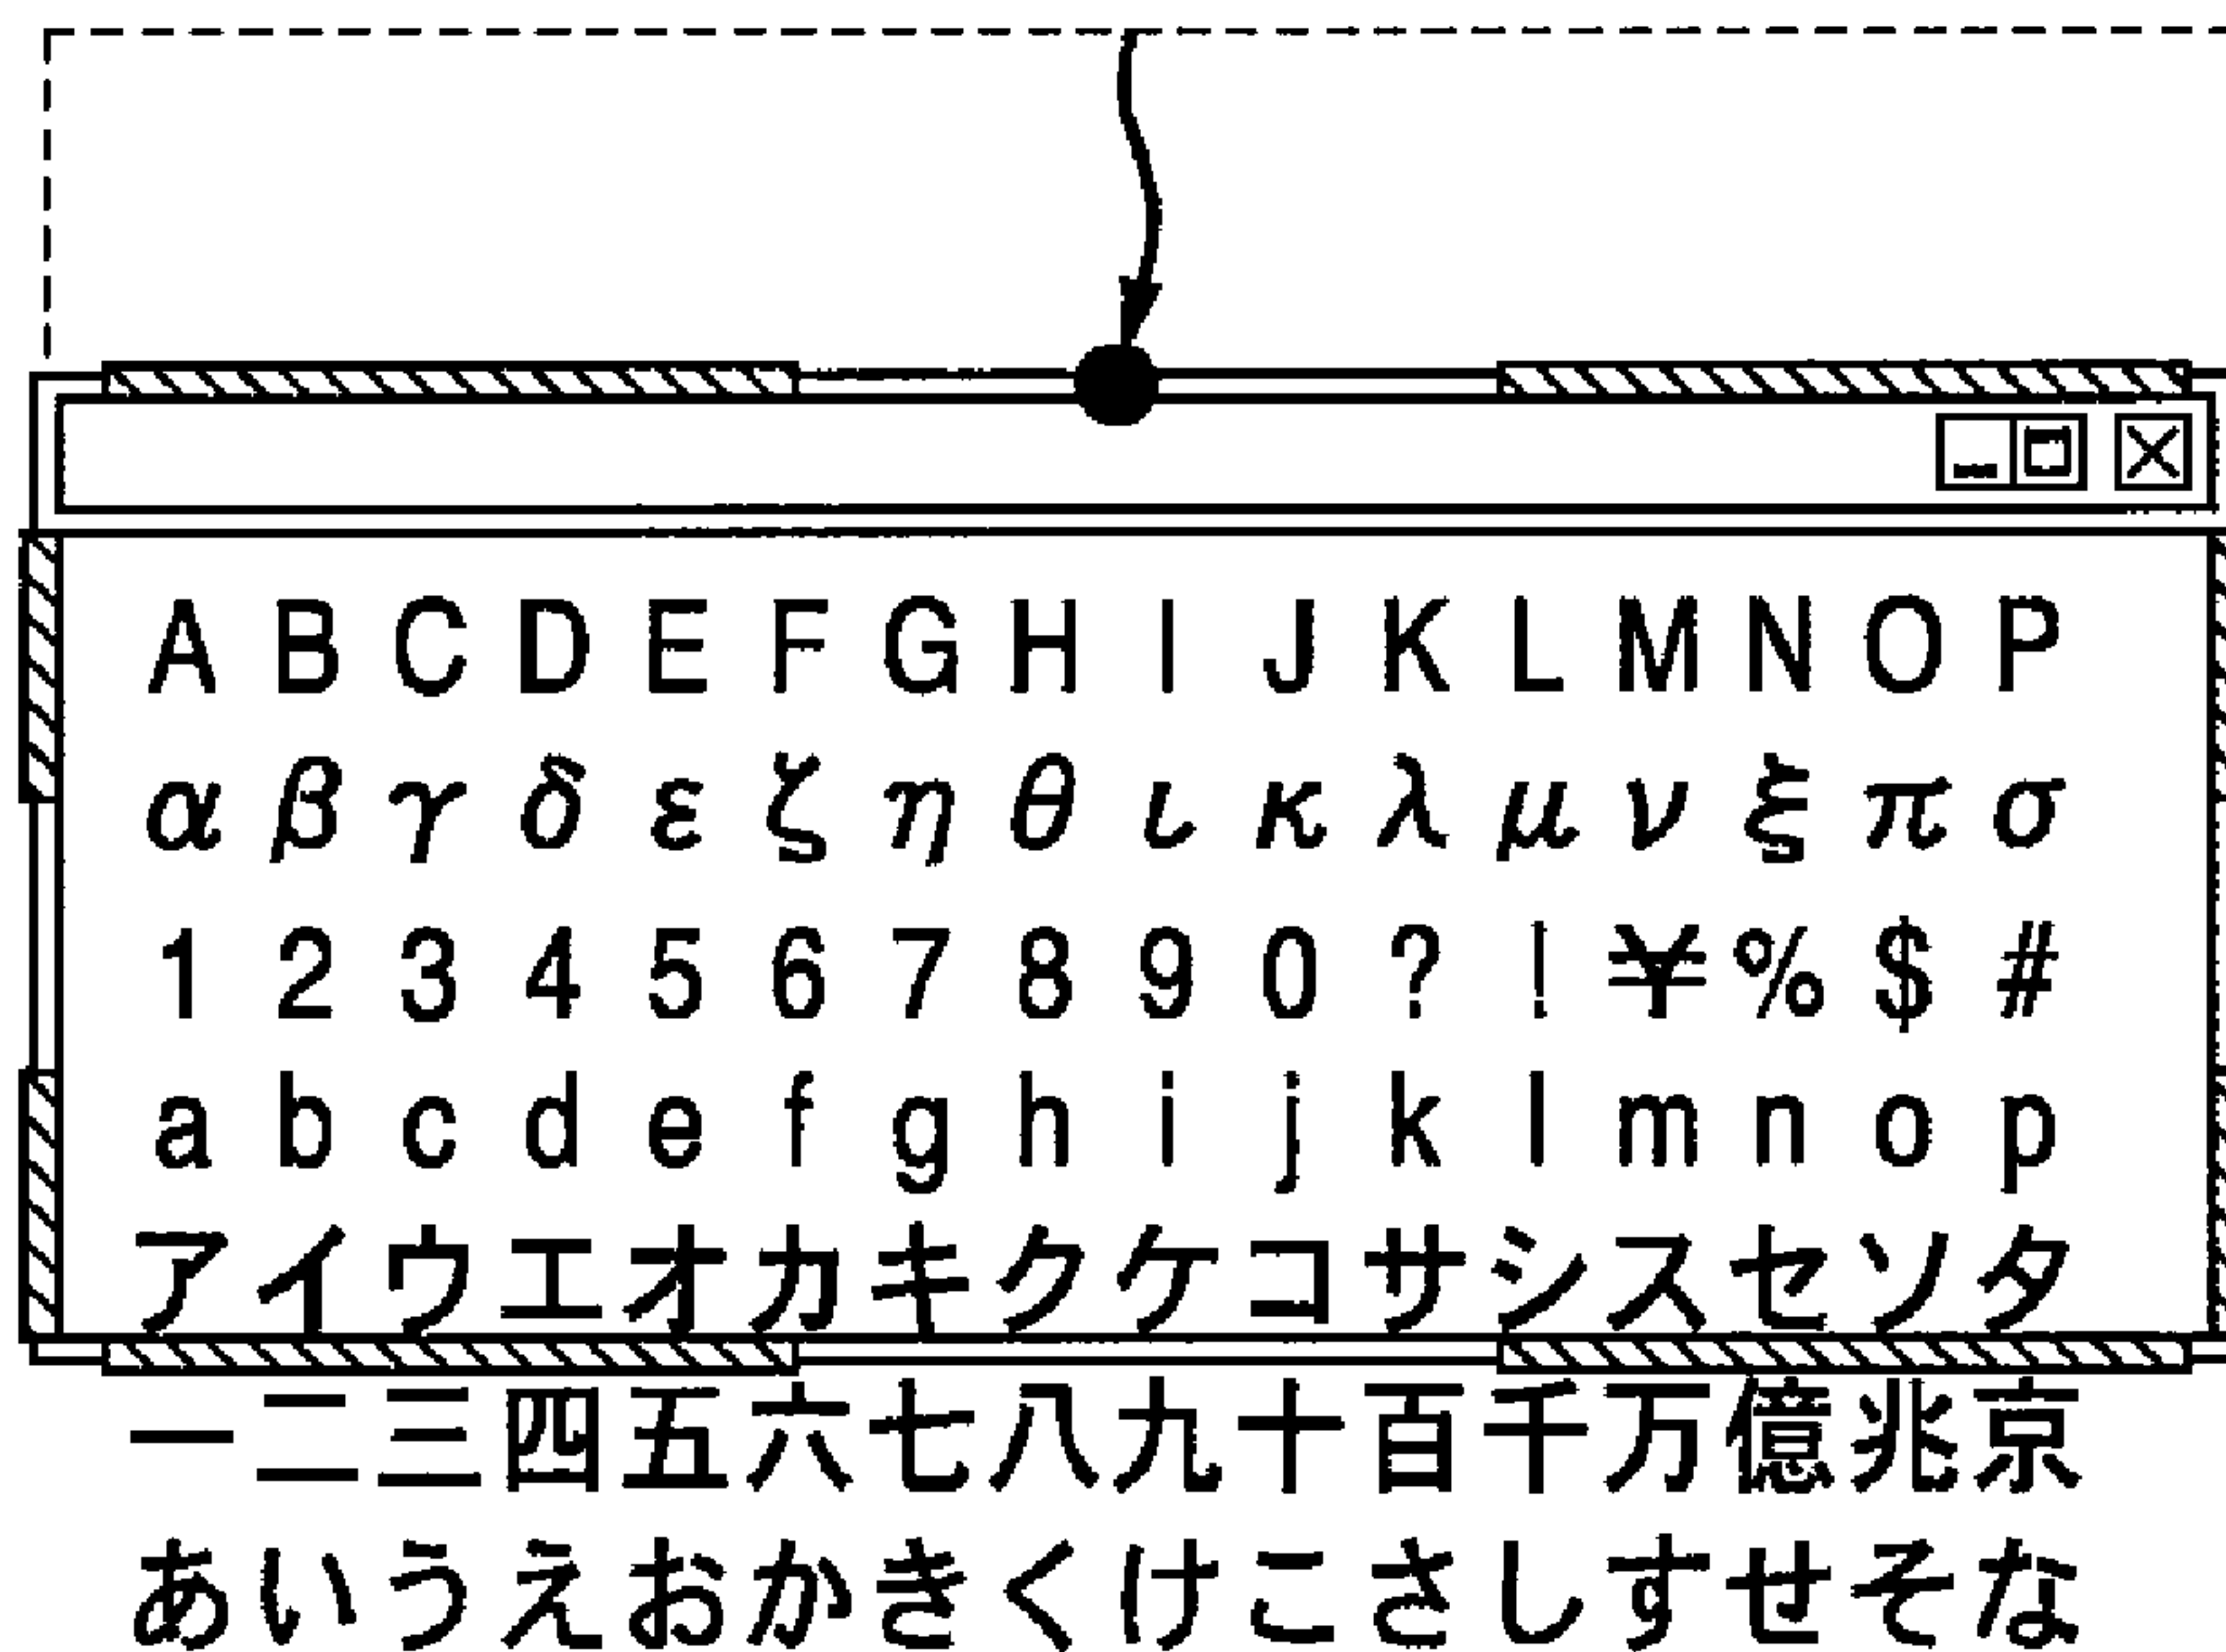 A B C D E F G H I J K L M N O P
α β γ δ ε ζ η θ ι κ λ μ ν ξ π σ
1 2 3 4 5 6 7 8 9 0 ? ! ¥ % $ #
a b c d e f g h i j k l m n o p
ア イ ウ エ オ カ キ ク ケ コ サ シ ス セ ソ タ
一 二 三 四 五 六 七 八 九 十 百 千 万 億 兆 京
あ い う え お か き く け こ さ し す せ そ な